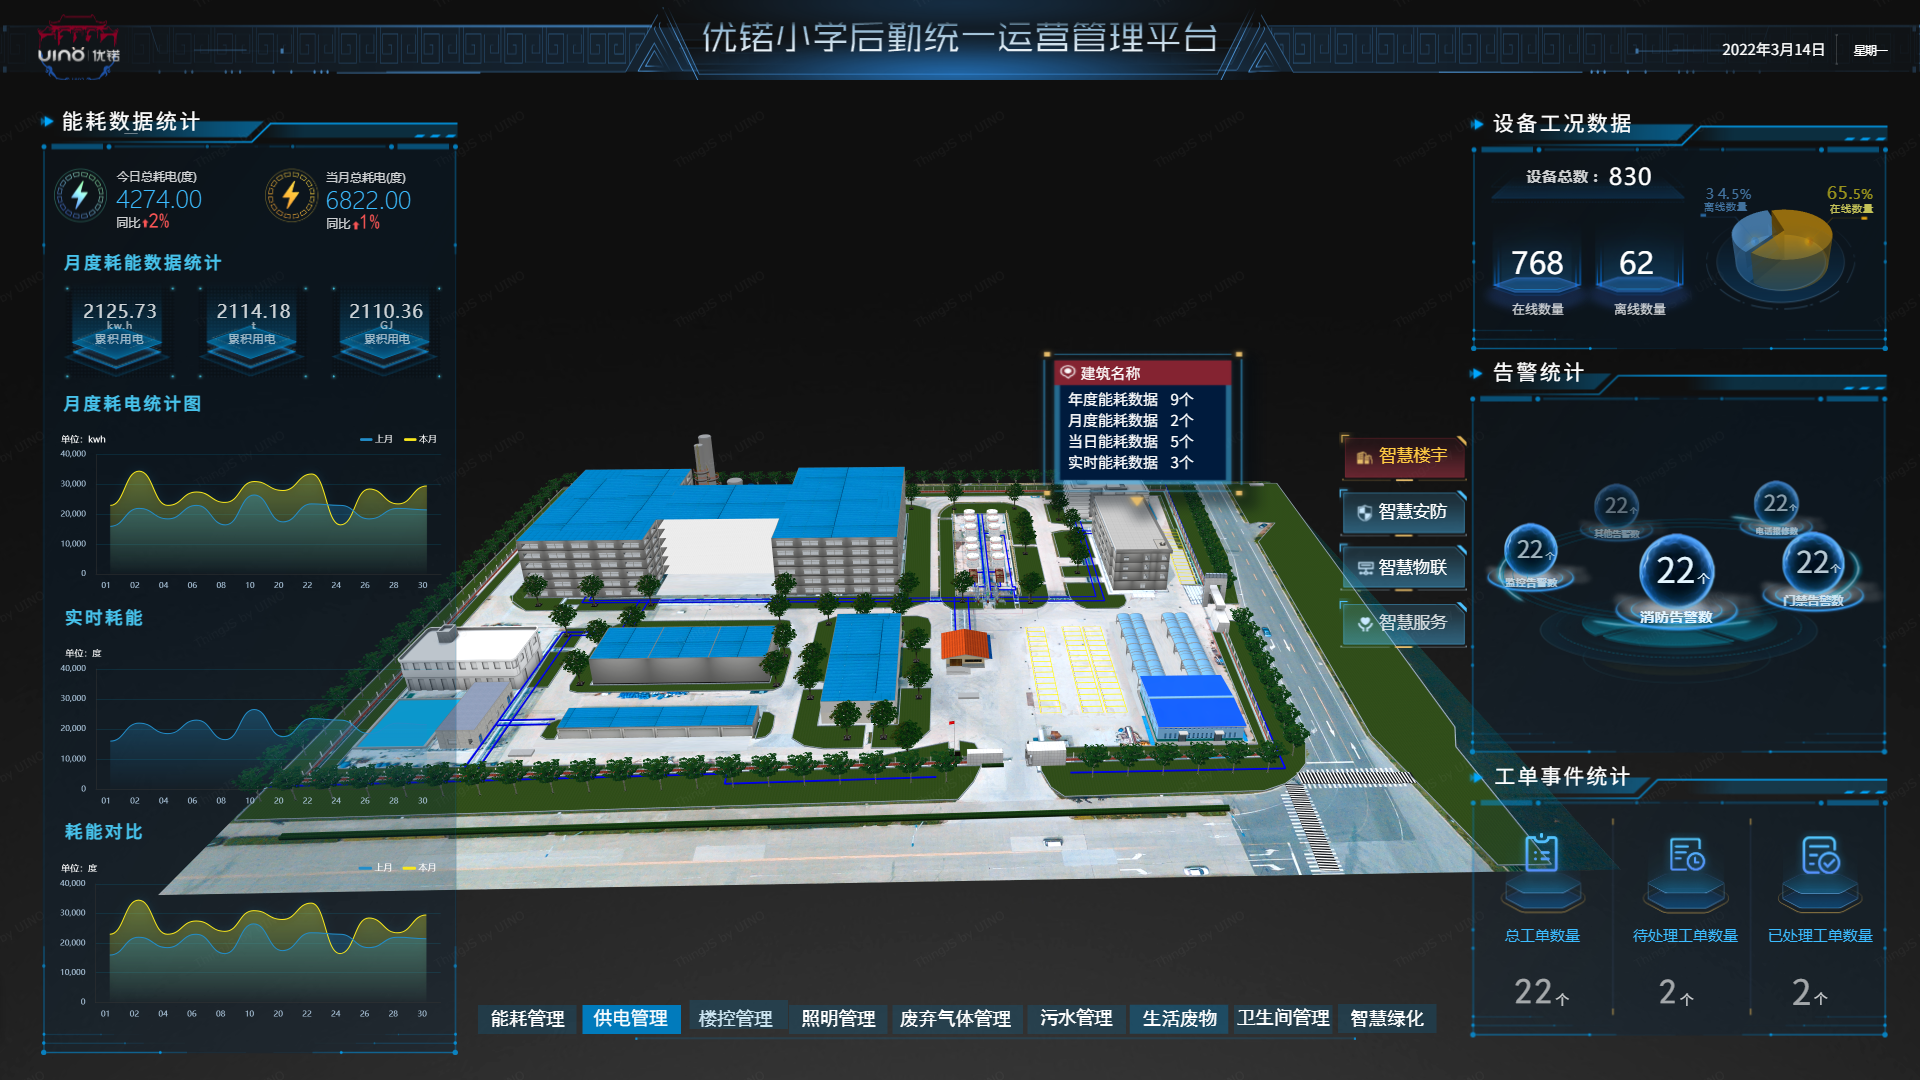 uinò 优锘
优锘小学后勤统一运营管理平台
2022年3月14日 星期一
能耗数据统计
今日总耗电(度)
4274.00
同比2%
当月总耗电(度)
6822.00
同比1%
月度耗能数据统计
2125.73
kw.h
累积用电
2114.18
t
累积用电
2110.36
GJ
累积用电
月度耗电统计图
单位：kwh
上月 本月
40,000
30,000
20,000
10,000
0
01 02 04 06 08 10 20 22 24 26 28 30
实时耗能
单位：度
40,000
30,000
20,000
10,000
0
01 02 04 06 08 10 20 22 24 26 28 30
耗能对比
单位：度
上月 本月
40,000
30,000
20,000
10,000
0
01 02 04 06 08 10 20 22 24 26 28 30
建筑名称
年度能耗数据 9个
月度能耗数据 2个
当日能耗数据 5个
实时能耗数据 3个
智慧楼宇
智慧安防
智慧物联
智慧服务
能耗管理 供电管理 楼控管理 照明管理 废弃气体管理 污水管理 生活废物 卫生间管理 智慧绿化
设备工况数据
设备总数：830
768
在线数量
62
离线数量
34.5%
离线数量
65.5%
在线数量
告警统计
22个
监控告警数
22个
其他告警数
22个
消防告警数
22个
电话报修数
22个
门禁告警数
工单事件统计
总工单数量
22个
待处理工单数量
2个
已处理工单数量
2个
ThingJS by UINO